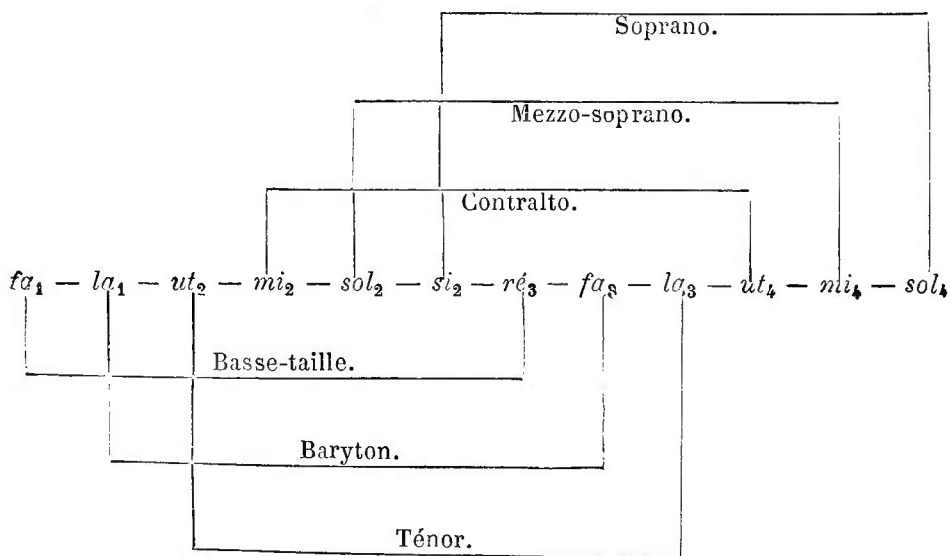 Soprano.
Mezzo-soprano.
Contralto.
fa₁ — la₁ — ut₂ — mi₂ — sol₂ — si₂ — ré₃ — fa₃ — la₃ — ut₄ — mi₄ — sol₄
Basse-taille.
Baryton.
Ténor.